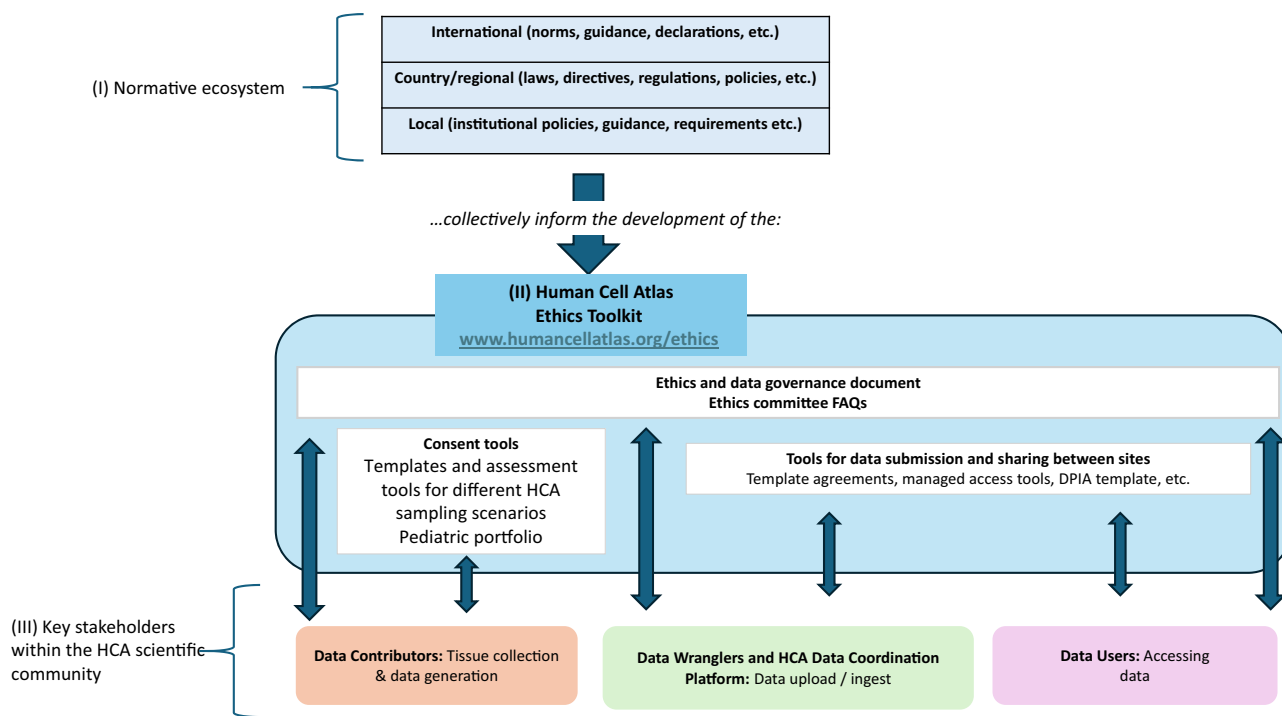 International (norms, guidance, declarations, etc.)
(I) Normative ecosystem
Country/regional (laws, directives, regulations, policies, etc.)
Local (institutional policies, guidance, requirements etc.)
...collectively inform the development of the:
(II) Human Cell Atlas
Ethics Toolkit
www.humancellatlas.org/ethics
Ethics and data governance document
Ethics committee FAQs
Consent tools
Templates and assessment
tools for different HCA
sampling scenarios
Pediatric portfolio
Tools for data submission and sharing between sites
Template agreements, managed access tools, DPIA template, etc.
(III) Key stakeholders
within the HCA scientific
community
Data Contributors: Tissue collection
& data generation
Data Wranglers and HCA Data Coordination
Platform: Data upload / ingest
Data Users: Accessing
data